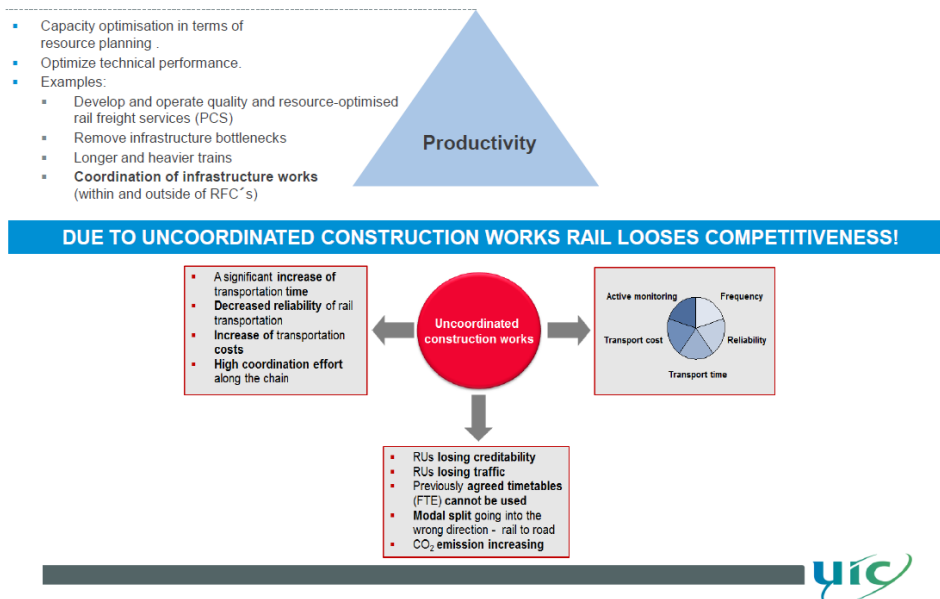 Capacity optimisation in terms of
resource planning .
Optimize technical performance.
Examples:
Develop and operate quality and resource-optimised
rail freight services (PCS)
Remove infrastructure bottlenecks
Longer and heavier trains
Coordination of infrastructure works
(within and outside of RFC´s)
Productivity
DUE TO UNCOORDINATED CONSTRUCTION WORKS RAIL LOOSES COMPETITIVENESS!
A significant increase of
transportation time
Decreased reliability of rail
transportation
Increase of transportation
costs
High coordination effort
along the chain
Uncoordinated
construction works
Active monitoring
Frequency
Transport cost
Reliability
Transport time
RUs losing creditability
RUs losing traffic
Previously agreed timetables
(FTE) cannot be used
Modal split going into the
wrong direction - rail to road
CO₂ emission increasing
uic